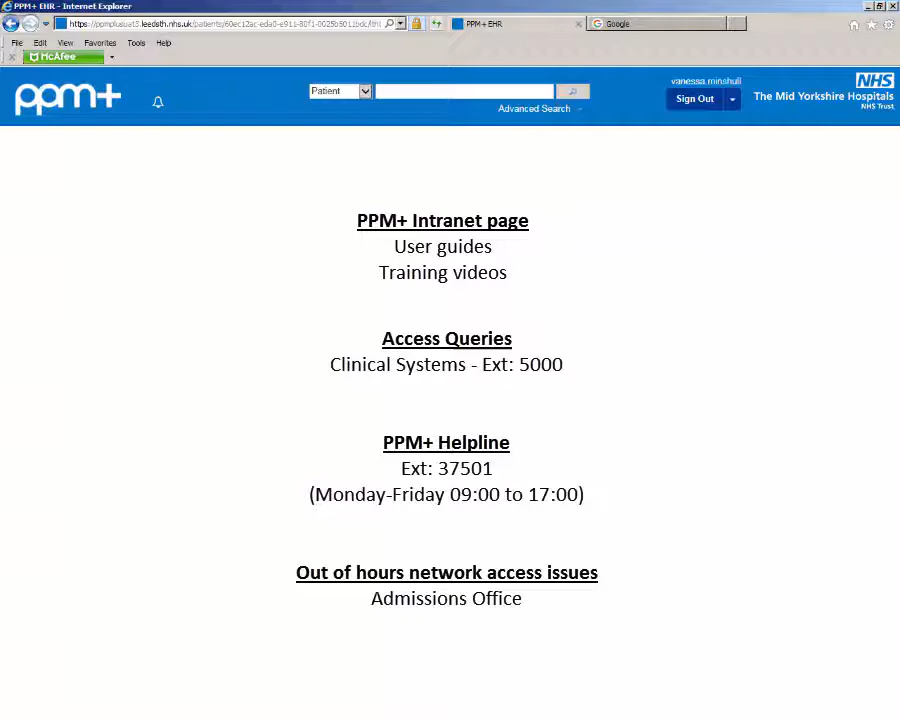 PPM+ EHR - Internet Explorer
PPM+ EHR
Google
File Edit View Favorites Tools Help
McAfee
ppm+
Patient
Advanced Search
vanessa.minshull
Sign Out
NHS
The Mid Yorkshire Hospitals
NHS Trust
PPM+ Intranet page
User guides
Training videos
Access Queries
Clinical Systems - Ext: 5000
PPM+ Helpline
Ext: 37501
(Monday-Friday 09:00 to 17:00)
Out of hours network access issues
Admissions Office